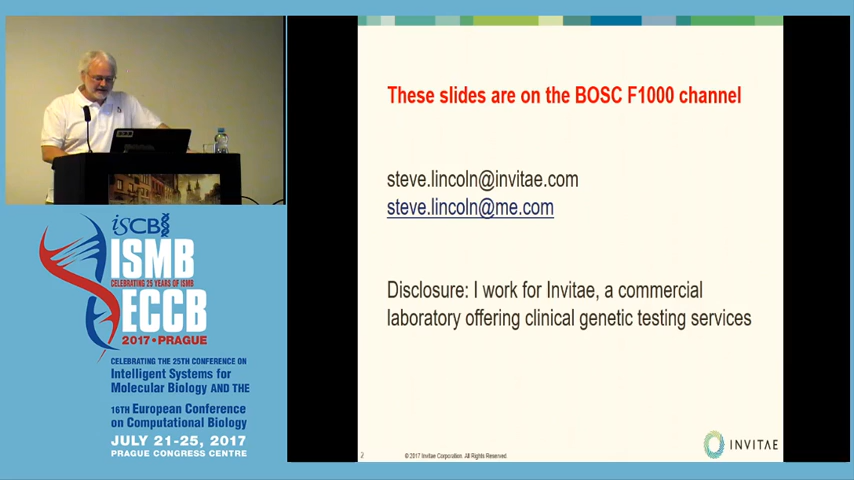 These slides are on the BOSC F1000 channel
steve.lincoln@invitae.com
steve.lincoln@me.com
Disclosure: I work for Invitae, a commercial
laboratory offering clinical genetic testing services
2
© 2017 Invitae Corporation. All Rights Reserved.
INVITAE
iSCB
ISMB
CELEBRATING 25 YEARS OF ISMB
ECCB
2017 • PRAGUE
CELEBRATING THE 25TH CONFERENCE ON
Intelligent Systems for
Molecular Biology AND THE
16TH European Conference
on Computational Biology
JULY 21-25, 2017
PRAGUE CONGRESS CENTRE